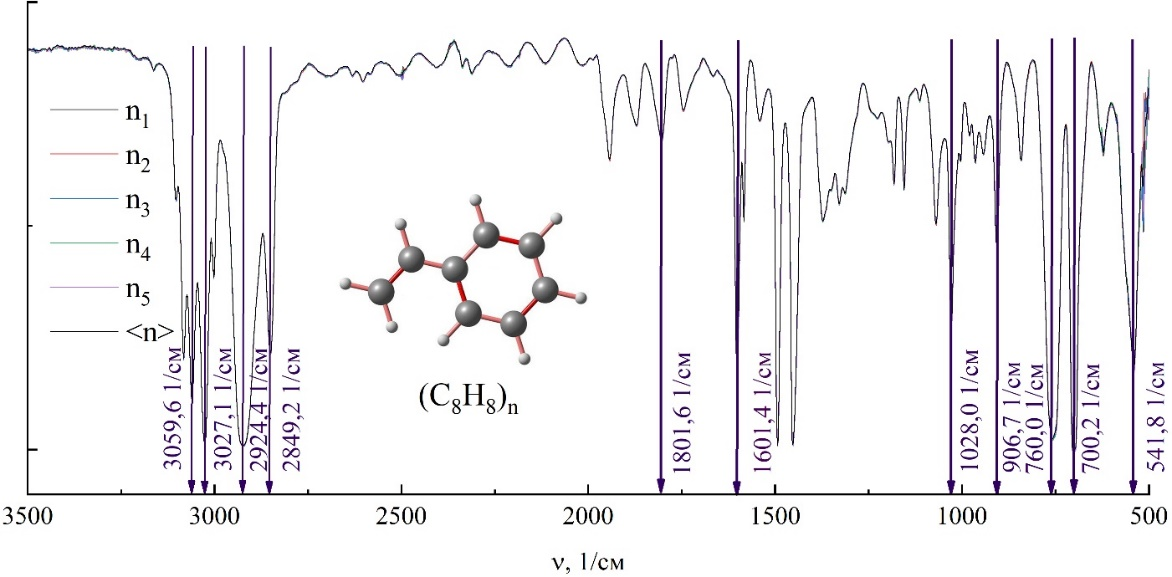 n1
n2
n3
n4
n5
<n>
(C8H8)n
3059,6 1/см
3027,1 1/см
2924,4 1/см
2849,2 1/см
1801,6 1/см
1601,4 1/см
1028,0 1/см
906,7 1/см
760,0 1/см
700,2 1/см
541,8 1/см
3500 3000 2500 2000 1500 1000 500
ν, 1/см